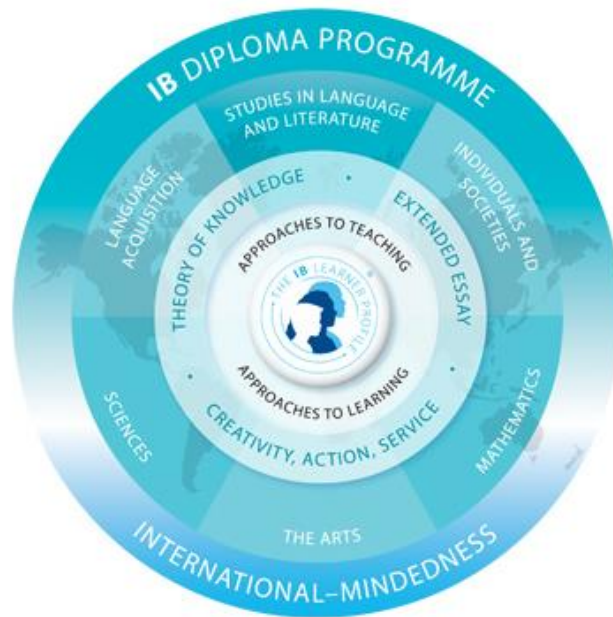 IB DIPLOMA PROGRAMME
STUDIES IN LANGUAGE
AND LITERATURE
LANGUAGE
ACQUISITION
INDIVIDUALS AND
SOCIETIES
THEORY OF KNOWLEDGE
EXTENDED ESSAY
APPROACHES TO TEACHING
THE IB LEARNER PROFILE
APPROACHES TO LEARNING
CREATIVITY, ACTION, SERVICE
SCIENCES
MATHEMATICS
THE ARTS
INTERNATIONAL–MINDEDNESS